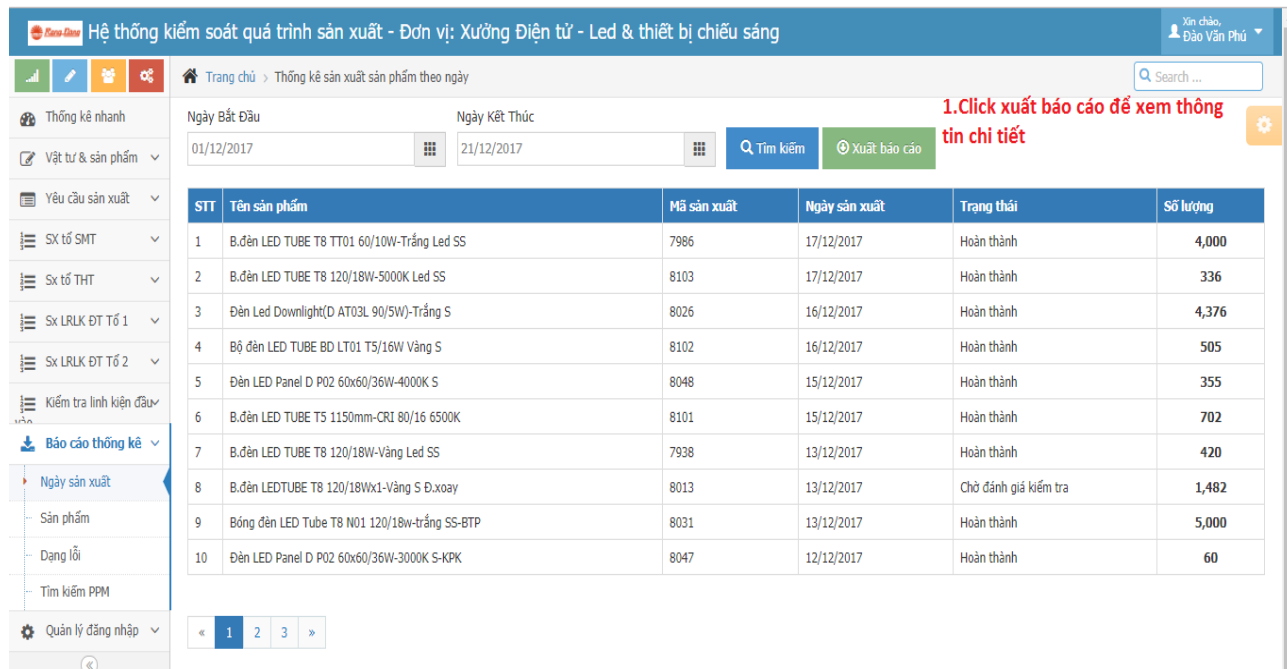 Rang Đông Hệ thống kiểm soát quá trình sản xuất - Đơn vị: Xưởng Điện tử - Led & thiết bị chiếu sáng
Xin chào,
Đào Văn Phú
Trang chủ > Thống kê sản xuất sản phẩm theo ngày
Search ...
Thống kê nhanh
Vật tư & sản phẩm
Yêu cầu sản xuất
SX tổ SMT
Sx tổ THT
Sx LRLK ĐT Tổ 1
Sx LRLK ĐT Tổ 2
Kiểm tra linh kiện đầu
vào
Báo cáo thống kê
Ngày sản xuất
Sản phẩm
Dạng lỗi
Tìm kiếm PPM
Quản lý đăng nhập
Ngày Bắt Đầu Ngày Kết Thúc
01/12/2017 21/12/2017 Tìm kiếm Xuất báo cáo
1.Click xuất báo cáo để xem thông
tin chi tiết
STT Tên sản phẩm Mã sản xuất Ngày sản xuất Trạng thái Số lượng
1 B.đèn LED TUBE T8 TT01 60/10W-Trắng Led SS 7986 17/12/2017 Hoàn thành 4,000
2 B.đèn LED TUBE T8 120/18W-5000K Led SS 8103 17/12/2017 Hoàn thành 336
3 Đèn Led Downlight(D AT03L 90/5W)-Trắng S 8026 16/12/2017 Hoàn thành 4,376
4 Bộ đèn LED TUBE BD LT01 T5/16W Vàng S 8102 16/12/2017 Hoàn thành 505
5 Đèn LED Panel D P02 60x60/36W-4000K S 8048 15/12/2017 Hoàn thành 355
6 B.đèn LED TUBE T5 1150mm-CRI 80/16 6500K 8101 15/12/2017 Hoàn thành 702
7 B.đèn LED TUBE T8 120/18W-Vàng Led SS 7938 13/12/2017 Hoàn thành 420
8 B.đèn LEDTUBE T8 120/18Wx1-Vàng S Đ.xoay 8013 13/12/2017 Chờ đánh giá kiểm tra 1,482
9 Bóng đèn LED Tube T8 N01 120/18w-trắng SS-BTP 8031 13/12/2017 Hoàn thành 5,000
10 Đèn LED Panel D P02 60x60/36W-3000K S-KPK 8047 12/12/2017 Hoàn thành 60
« 1 2 3 »